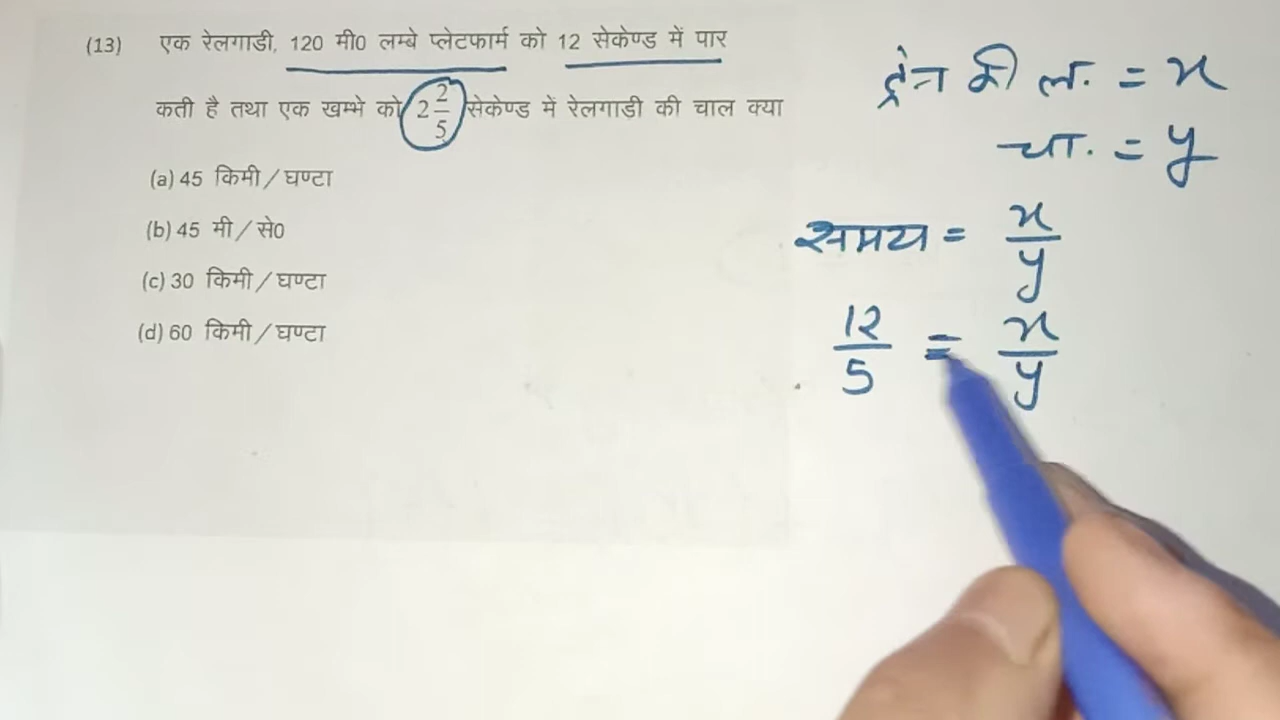 (13) एक रेलगाडी, 120 मी0 लम्बे प्लेटफार्म को 12 सेकेण्ड में पार
कती है तथा एक खम्भे को 2 2/5 सेकेण्ड में रेलगाड़ी की चाल क्या
(a) 45 किमी / घण्टा
(b) 45 मी / से0
(c) 30 किमी / घण्टा
(d) 60 किमी / घण्टा
ट्रेन की ल. = x
चा. = y
समय = x/y
12/5 = x/y